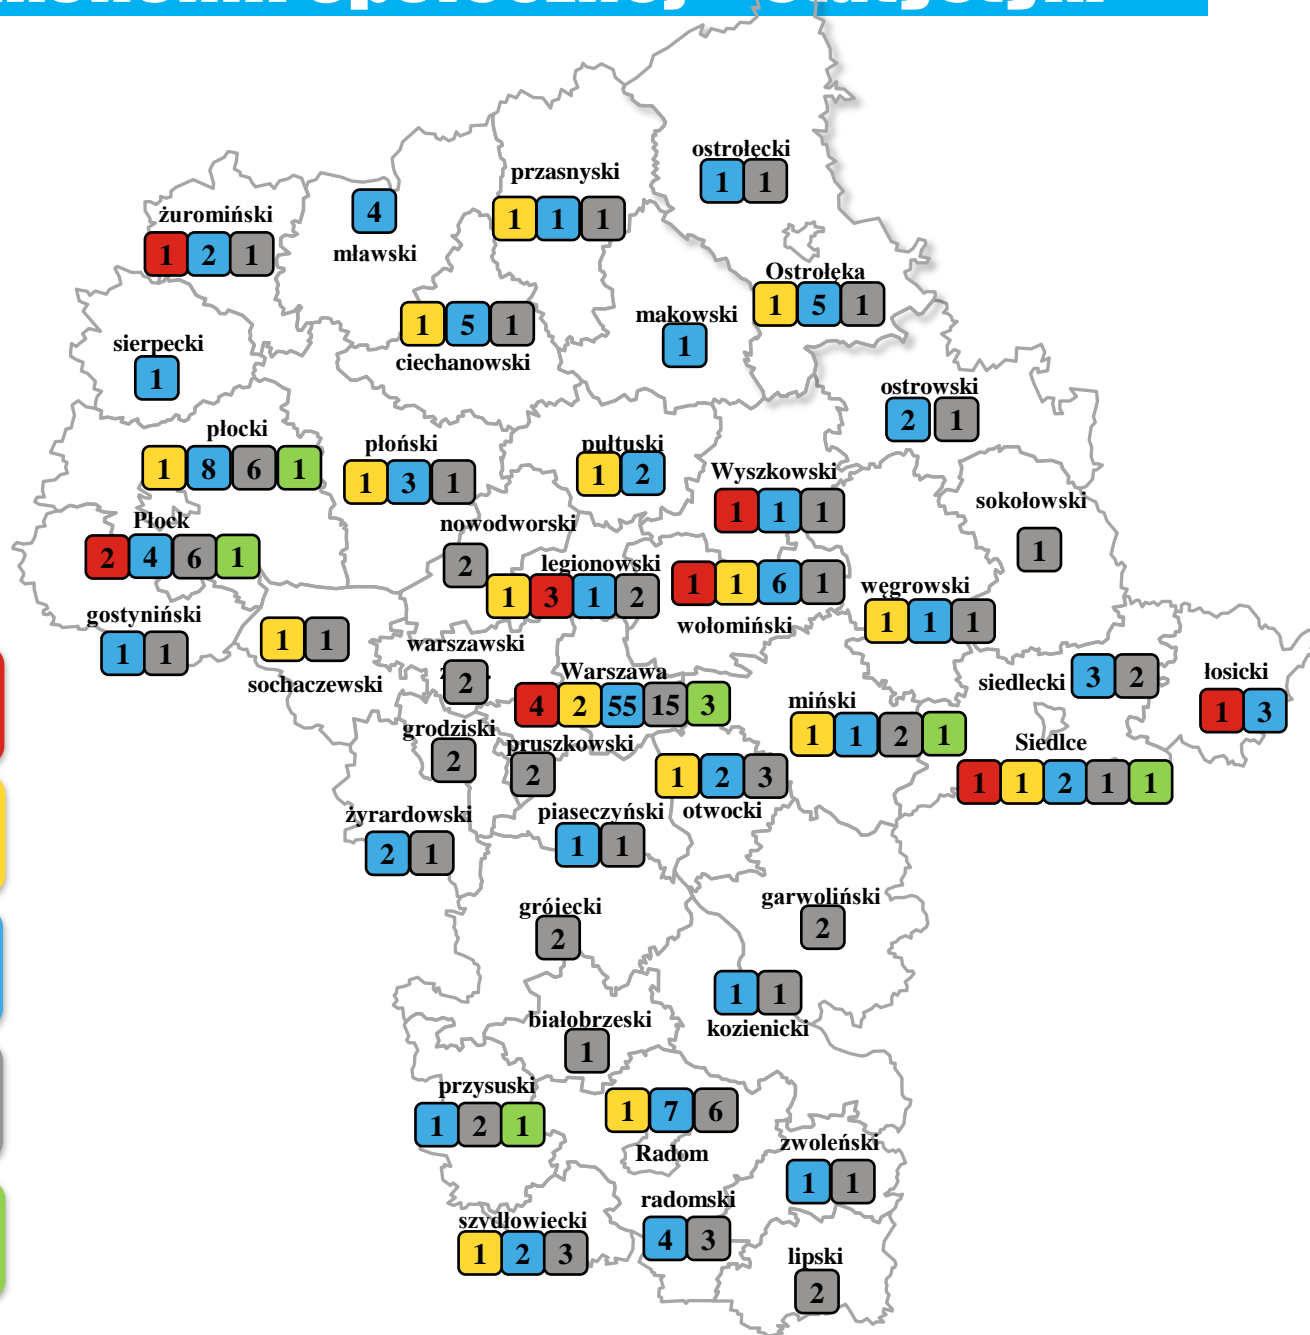 ostrołęcki
1 1
przasnyski
1 1 1
żuromiński
1 2 1
4
mławski
Ostrołęka
1 5 1
makowski
1
1 5 1
ciechanowski
sierpecki
1
ostrowski
2 1
płocki
1 8 6 1
płoński
1 3 1
pułtuski
1 2
Wyszkowski
1 1 1
sokołowski
1
Płock
2 4 6 1
nowodworski
2
legionowski
1 3 1 2
1 1 6 1
wołomiński
węgrowski
1 1 1
gostyniński
1 1
1 1
sochaczewski
warszawski
2
Warszawa
4 2 55 15 3
siedlecki 3 2
łosicki
1 3
miński
1 1 2 1
Siedlce
1 1 2 1 1
grodziski
2
pruszkowski
2
1 2 3
otwocki
żyrardowski
2 1
piaseczyński
1 1
garwoliński
2
grójecki
2
1 1
kozienicki
białobrzeski
1
przysuski
1 2 1
1 7 6
Radom
zwoleński
1 1
radomski
4 3
szydłowiecki
1 2 3
lipski
2